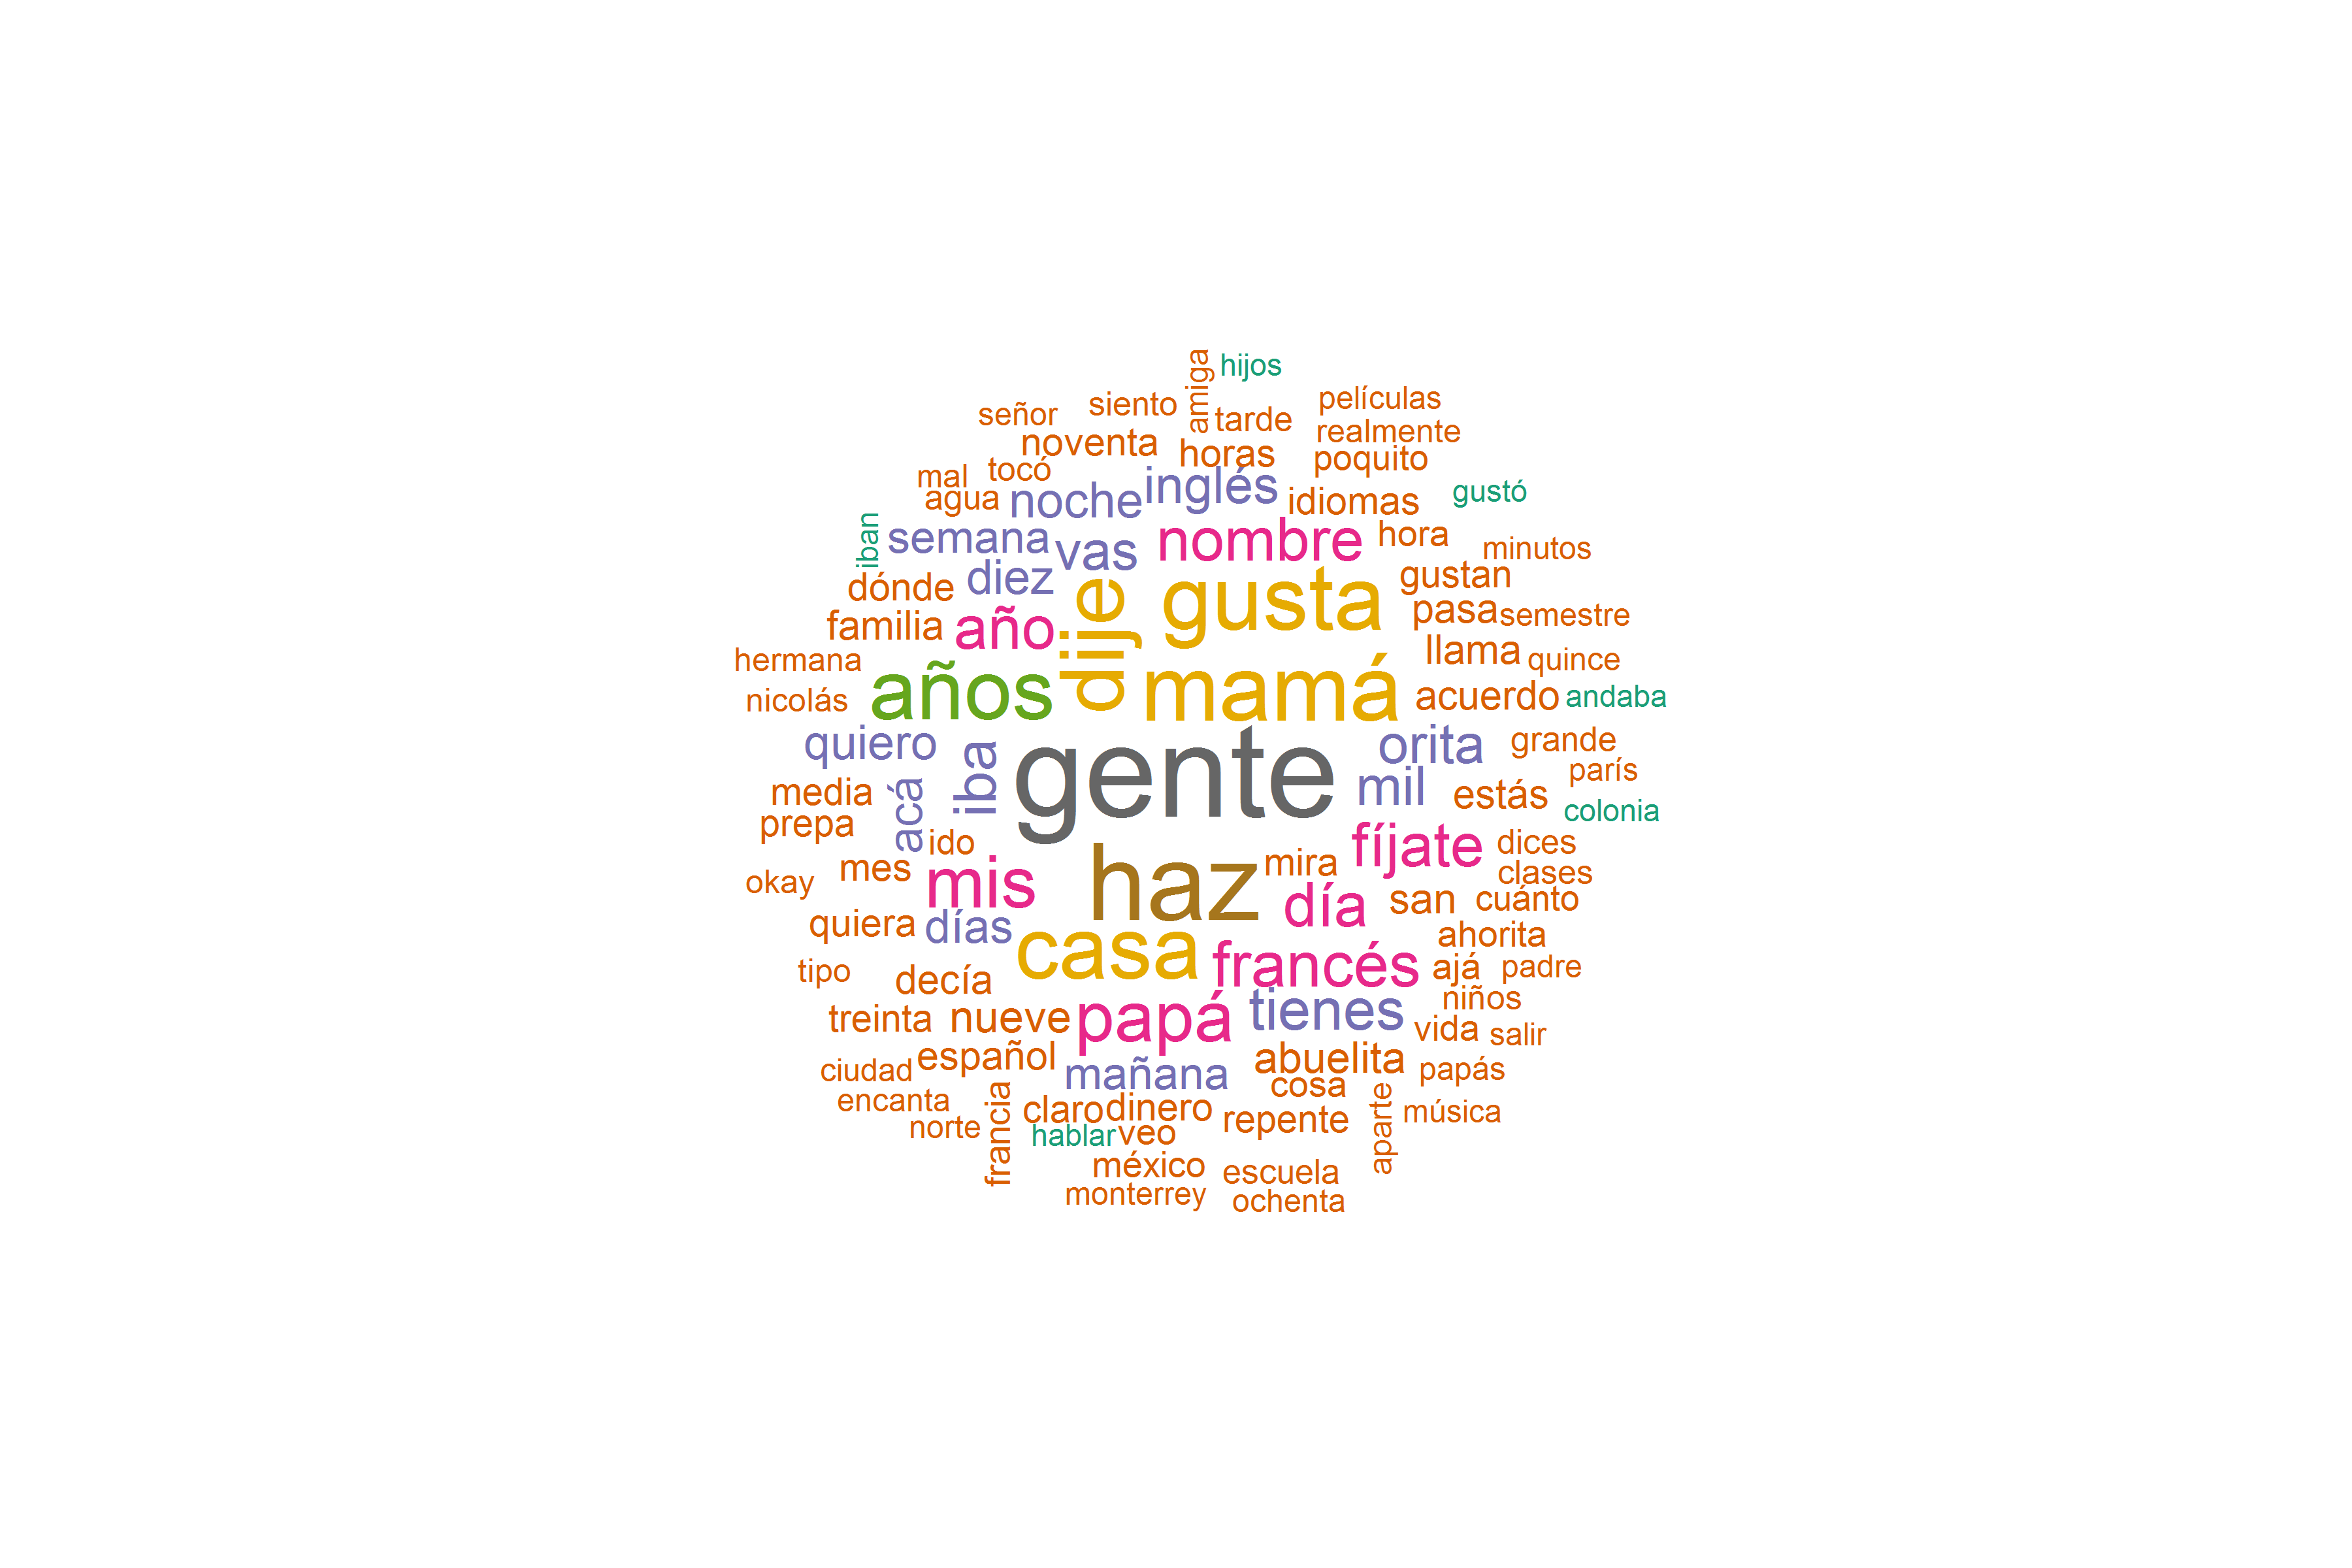 amiga
hijos
películas
señor
siento
tarde
realmente
noventa
horas
poquito
mal
tocó
inglés
agua
noche
idiomas
gustó
iban
semana
vas
nombre
hora
minutos
dónde
diez
dije
gusta
gustan
familia
año
pasa
semestre
hermana
llama
quince
nicolás
años
mamá
acuerdo
andaba
quiero
iba
gente
orita
grande
parís
media
acá
mil
estás
colonia
prepa
ido
fíjate
dices
okay
mes
mis
haz
mira
clases
quiera
días
día
san
cuánto
casa
francés
ahorita
tipo
decía
ajá
padre
treinta
nueve
papá
tienes
niños
vida
salir
ciudad
español
mañana
abuelita
papás
encanta
francia
claro
dinero
cosa
aparte
música
norte
hablar
veo
repente
méxico
escuela
monterrey
ochenta